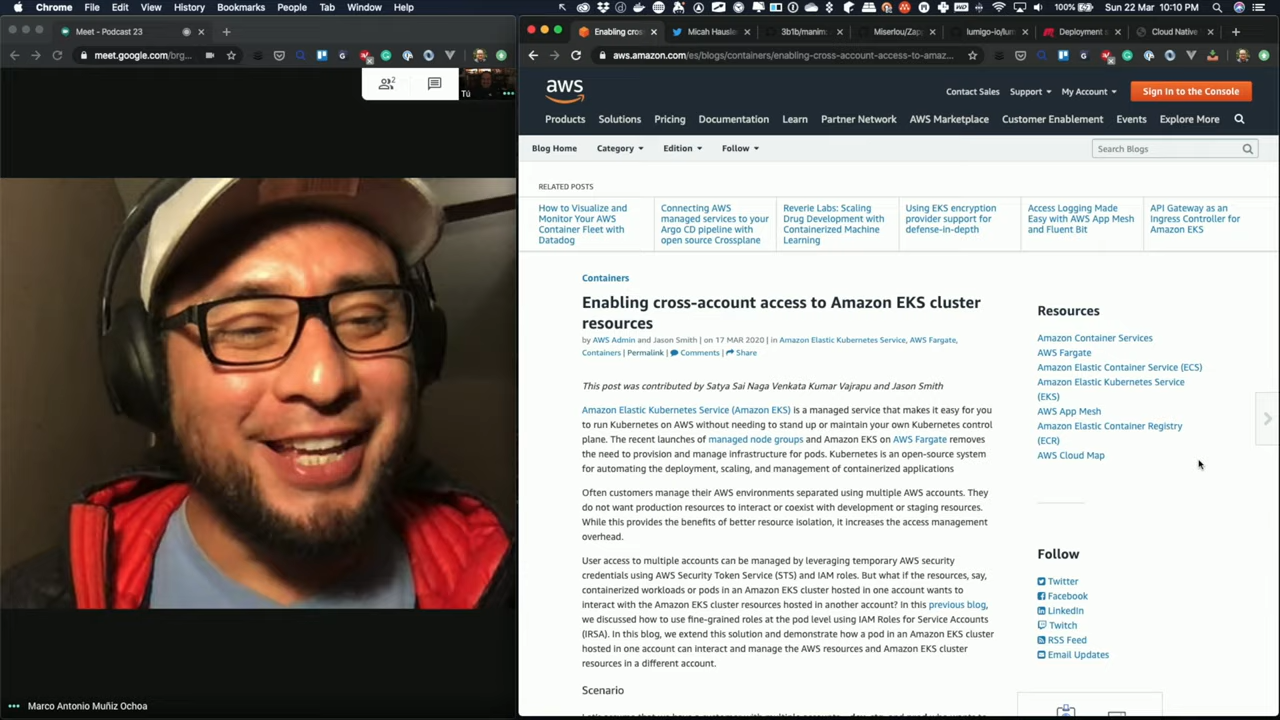 Chrome File Edit View History Bookmarks People Tab Window Help
100% Sun 22 Mar 10:10 PM
Meet - Podcast 23
meet.google.com/brg...
2
Tú
Marco Antonio Muñiz Ochoa
Enabling cros
Micah Hausle
3b1b/manim
Miserlou/Zap
lumigo-io/lum
Deployment s
Cloud Native
aws.amazon.com/es/blogs/containers/enabling-cross-account-access-to-amaz...
aws
Contact Sales Support My Account Sign In to the Console
Products Solutions Pricing Documentation Learn Partner Network AWS Marketplace Customer Enablement Events Explore More
Blog Home Category Edition Follow Search Blogs
RELATED POSTS
How to Visualize and
Monitor Your AWS
Container Fleet with
Datadog
Connecting AWS
managed services to your
Argo CD pipeline with
open source Crossplane
Reverie Labs: Scaling
Drug Development with
Containerized Machine
Learning
Using EKS encryption
provider support for
defense-in-depth
Access Logging Made
Easy with AWS App Mesh
and Fluent Bit
API Gateway as an
Ingress Controller for
Amazon EKS
Containers
Enabling cross-account access to Amazon EKS cluster
resources
by AWS Admin and Jason Smith | on 17 MAR 2020 | in Amazon Elastic Kubernetes Service, AWS Fargate,
Containers | Permalink | Comments | Share
This post was contributed by Satya Sai Naga Venkata Kumar Vajrapu and Jason Smith
Amazon Elastic Kubernetes Service (Amazon EKS) is a managed service that makes it easy for you
to run Kubernetes on AWS without needing to stand up or maintain your own Kubernetes control
plane. The recent launches of managed node groups and Amazon EKS on AWS Fargate removes
the need to provision and manage infrastructure for pods. Kubernetes is an open-source system
for automating the deployment, scaling, and management of containerized applications
Often customers manage their AWS environments separated using multiple AWS accounts. They
do not want production resources to interact or coexist with development or staging resources.
While this provides the benefits of better resource isolation, it increases the access management
overhead.
User access to multiple accounts can be managed by leveraging temporary AWS security
credentials using AWS Security Token Service (STS) and IAM roles. But what if the resources, say,
containerized workloads or pods in an Amazon EKS cluster hosted in one account wants to
interact with the Amazon EKS cluster resources hosted in another account? In this previous blog,
we discussed how to use fine-grained roles at the pod level using IAM Roles for Service Accounts
(IRSA). In this blog, we extend this solution and demonstrate how a pod in an Amazon EKS cluster
hosted in one account can interact and manage the AWS resources and Amazon EKS cluster
resources in a different account.
Scenario
Resources
Amazon Container Services
AWS Fargate
Amazon Elastic Container Service (ECS)
Amazon Elastic Kubernetes Service
(EKS)
AWS App Mesh
Amazon Elastic Container Registry
(ECR)
AWS Cloud Map
Follow
Twitter
Facebook
LinkedIn
Twitch
RSS Feed
Email Updates